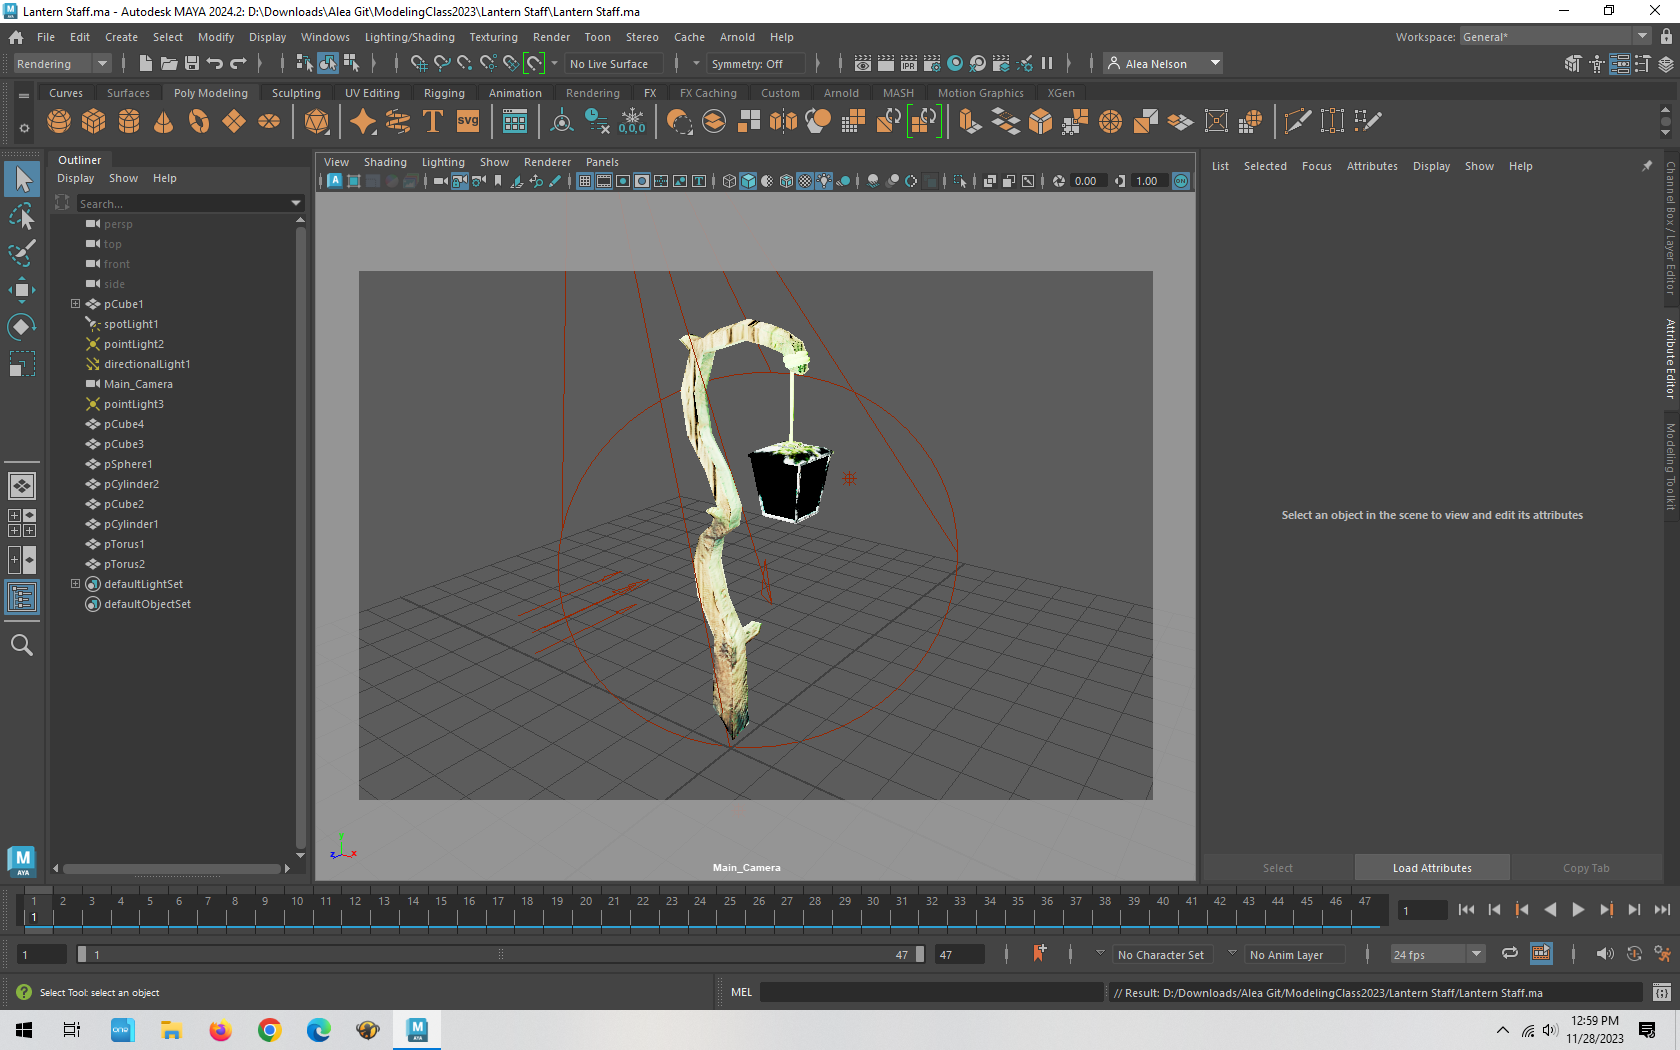 Lantern Staff.ma - Autodesk MAYA 2024.2: D:\Downloads\Alea Git\ModelingClass2023\Lantern Staff\Lantern Staff.ma
File Edit Create Select Modify Display Windows Lighting/Shading Texturing Render Toon Stereo Cache Arnold Help
Workspace: General*
Rendering
No Live Surface
Symmetry: Off
IPR
Alea Nelson
Curves Surfaces Poly Modeling Sculpting UV Editing Rigging Animation Rendering FX FX Caching Custom Arnold MASH Motion Graphics XGen
T svg 0,0,0
Outliner
Display Show Help
Search...
persp
top
front
side
pCube1
spotLight1
pointLight2
directionalLight1
Main_Camera
pointLight3
pCube4
pCube3
pSphere1
pCylinder2
pCube2
pCylinder1
pTorus1
pTorus2
defaultLightSet
defaultObjectSet
View Shading Lighting Show Renderer Panels
0.00 1.00 ON
z x
Main_Camera
List Selected Focus Attributes Display Show Help
Select an object in the scene to view and edit its attributes
Select Load Attributes Copy Tab
Channel Box / Layer Editor
Attribute Editor
Modeling Toolkit
M
AYA
1 2 3 4 5 6 7 8 9 10 11 12 13 14 15 16 17 18 19 20 21 22 23 24 25 26 27 28 29 30 31 32 33 34 35 36 37 38 39 40 41 42 43 44 45 46 47
1
1
1 1 47 47
No Character Set
No Anim Layer
24 fps
Select Tool: select an object
MEL
// Result: D:/Downloads/Alea Git/ModelingClass2023/Lantern Staff/Lantern Staff.ma
one
M
AYA
12:59 PM
11/28/2023